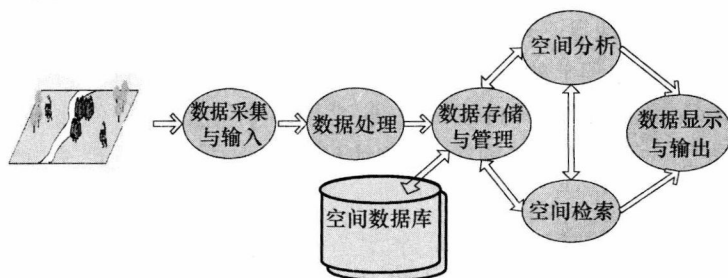 数据采集
与输入
数据处理
数据存储
与管理
空间数据库
空间分析
空间检索
数据显示
与输出